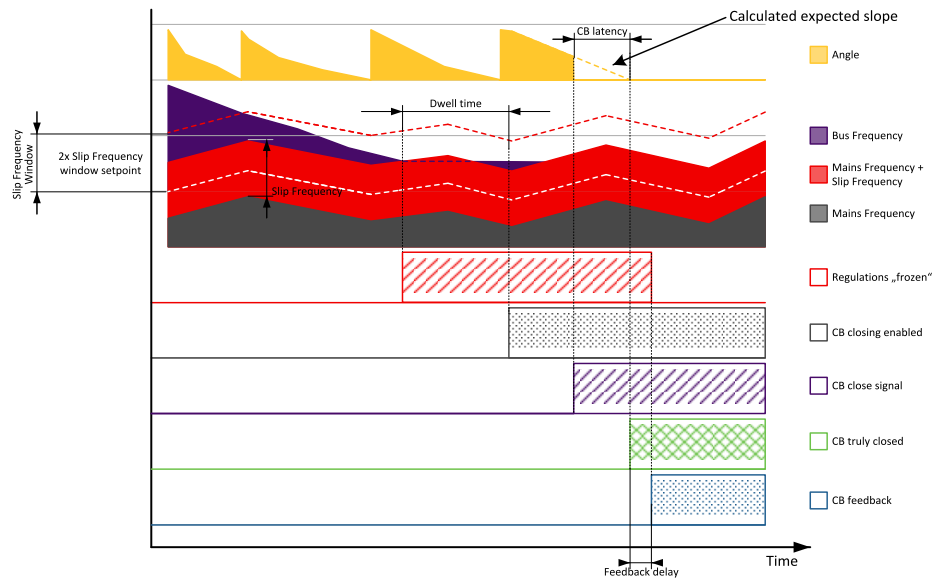 Calculated expected slope
CB latency
Angle
Dwell time
Bus Frequency
Slip Frequency
Window
2x Slip Frequency
window setpoint
Mains Frequency +
Slip Frequency
Slip Frequency
Mains Frequency
Regulations „frozen“
CB closing enabled
CB close signal
CB truly closed
CB feedback
Time
Feedback delay